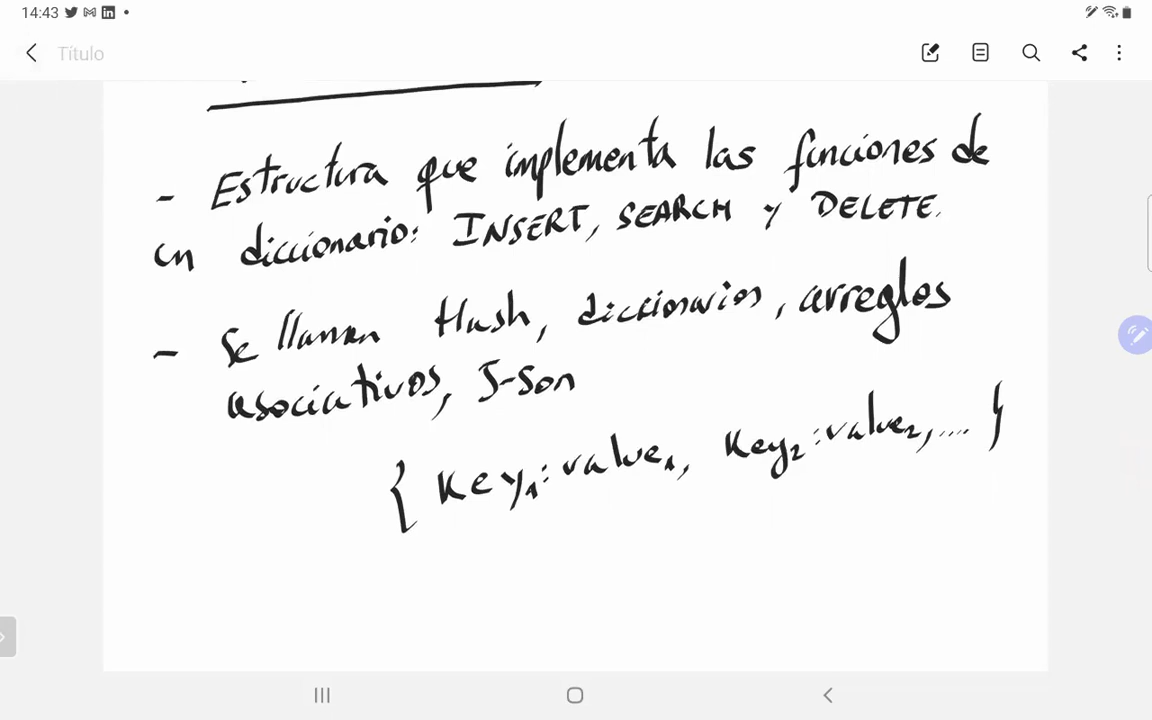 14:43
Título
- Estructura que implementa las funciones de
un diccionario: INSERT, SEARCH y DELETE.
- Se llaman Hash, diccionarios, arreglos
asociativos, J-Son
{ Key₁:value₁, Key₂:value₂,.... }